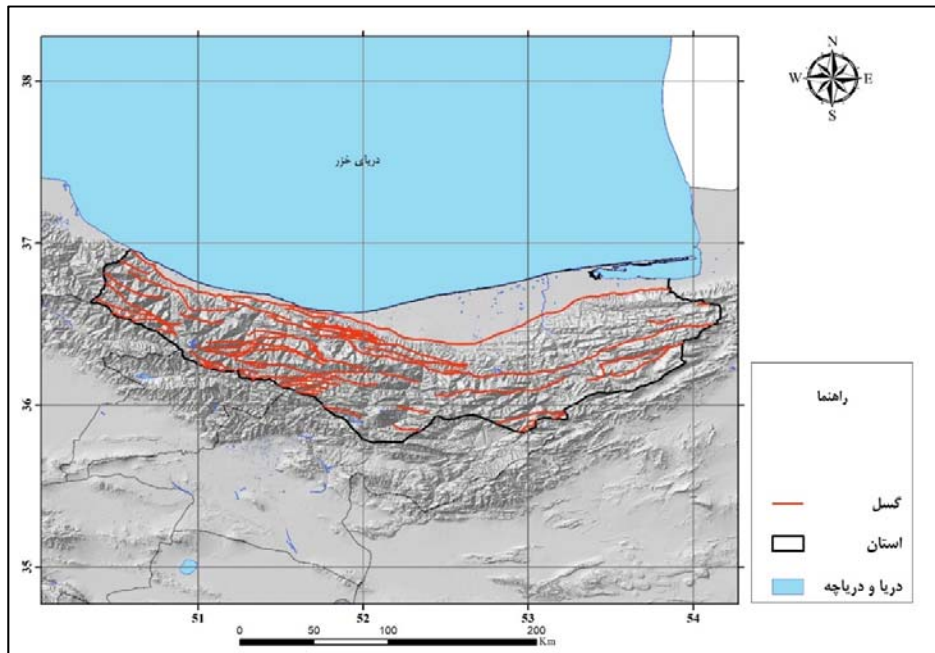 N
W E
S
38
37
36
35
دریای خزر
راهنما
گسل
استان
دریا و دریاچه
51 52 53 54
0 50 100 200
Km